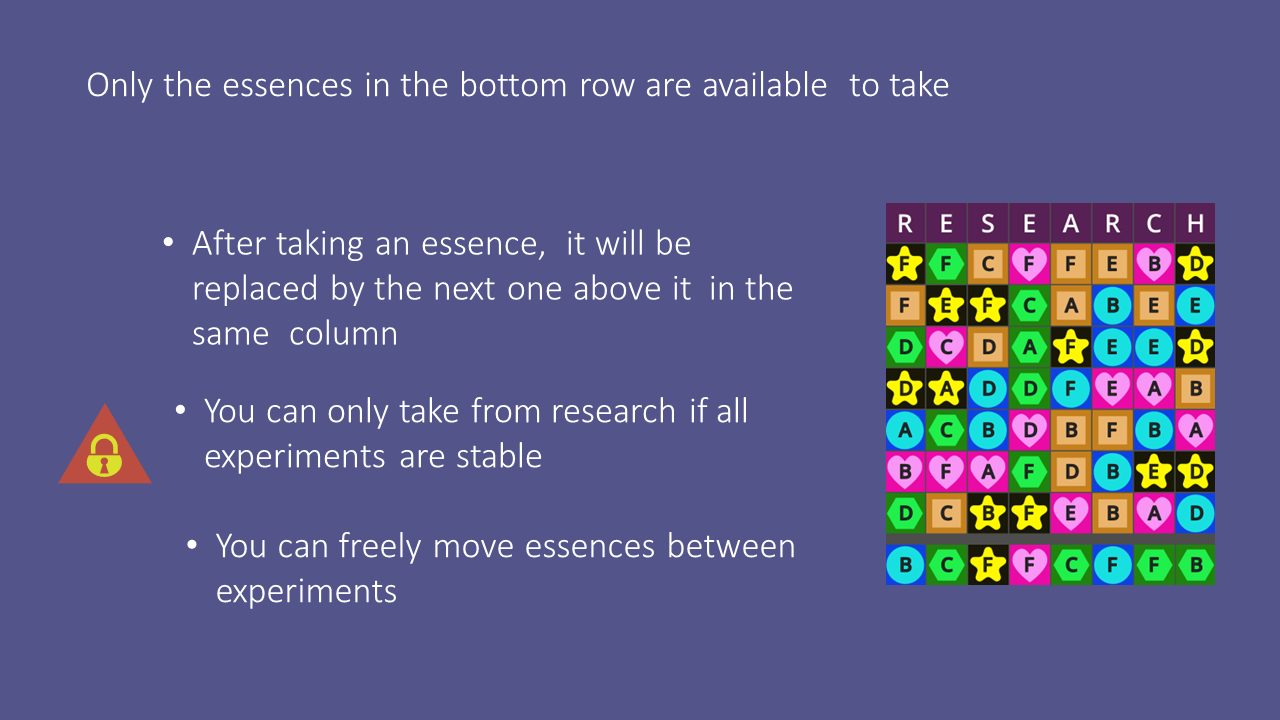 Only the essences in the bottom row are available to take
• After taking an essence, it will be
replaced by the next one above it in the
same column
• You can only take from research if all
experiments are stable
• You can freely move essences between
experiments
R E S E A R C H
F F C F F E B D
F E F C A B E E
D C D A F E E D
D A D D F E A B
A C B D B F B A
B F A F D B E D
D C B F E B A D
B C F F C F F B